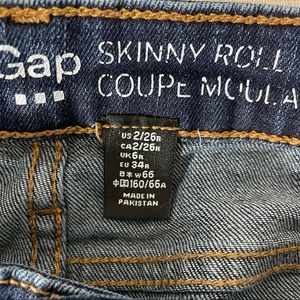 Gap
SKINNY ROLL
COUPE MOULA
US 2/26R
CA 2/26R
UK 6R
EU 34R
日本 W66
中国 160/66A
MADE IN
PAKISTAN